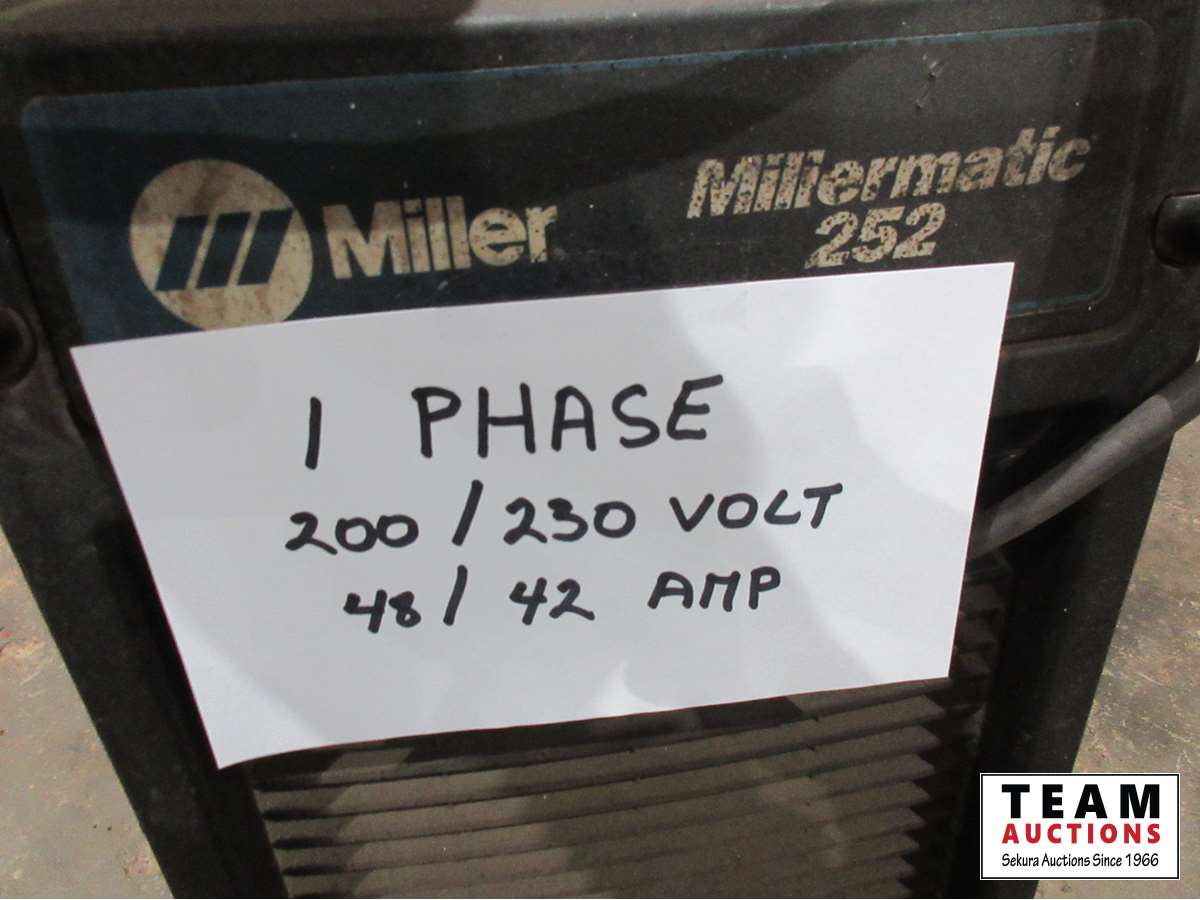 Miller
Millermatic
252
1 PHASE
200/230 VOLT
48/42 AMP
TEAM
AUCTIONS
Sekura Auctions Since 1966